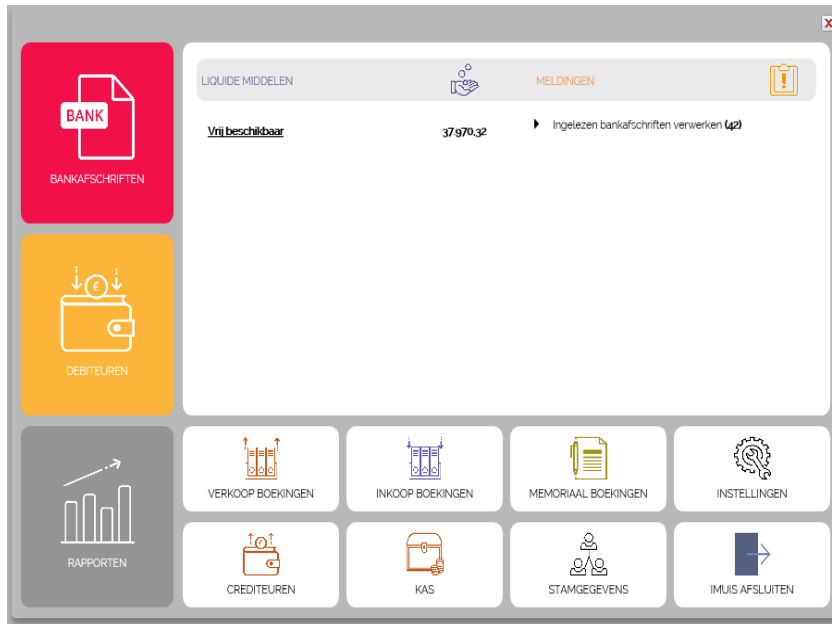 BANK
BANKAFSCHRIFTEN
LIQUIDE MIDDELEN
MELDINGEN
Vrij beschikbaar 37.970,32
Ingelezen bankafschriften verwerken (42)
€
DEBITEUREN
RAPPORTEN
VERKOOP BOEKINGEN
INKOOP BOEKINGEN
MEMORIAAL BOEKINGEN
INSTELLINGEN
CREDITEUREN
KAS
STAMGEGEVENS
IMUIS AFSLUITEN